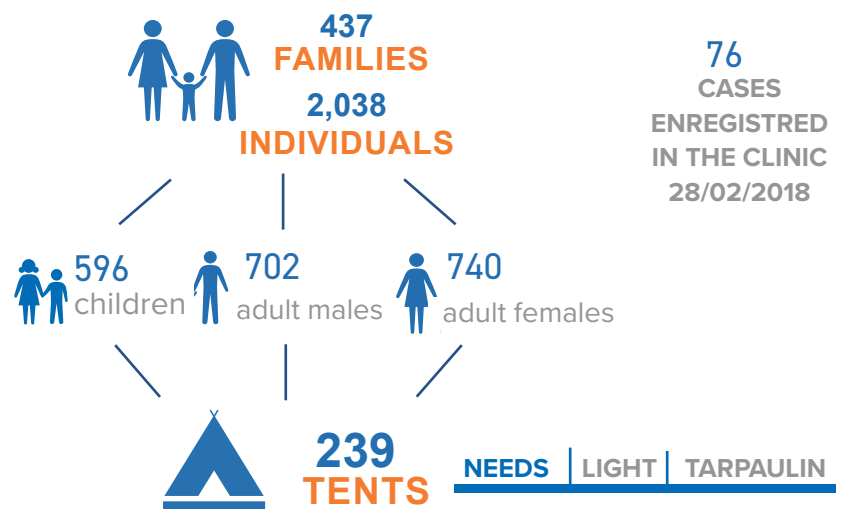 437
FAMILIES
2,038
INDIVIDUALS
76
CASES
ENREGISTRED
IN THE CLINIC
28/02/2018
596
children
702
adult males
740
adult females
239
TENTS
NEEDS LIGHT TARPAULIN